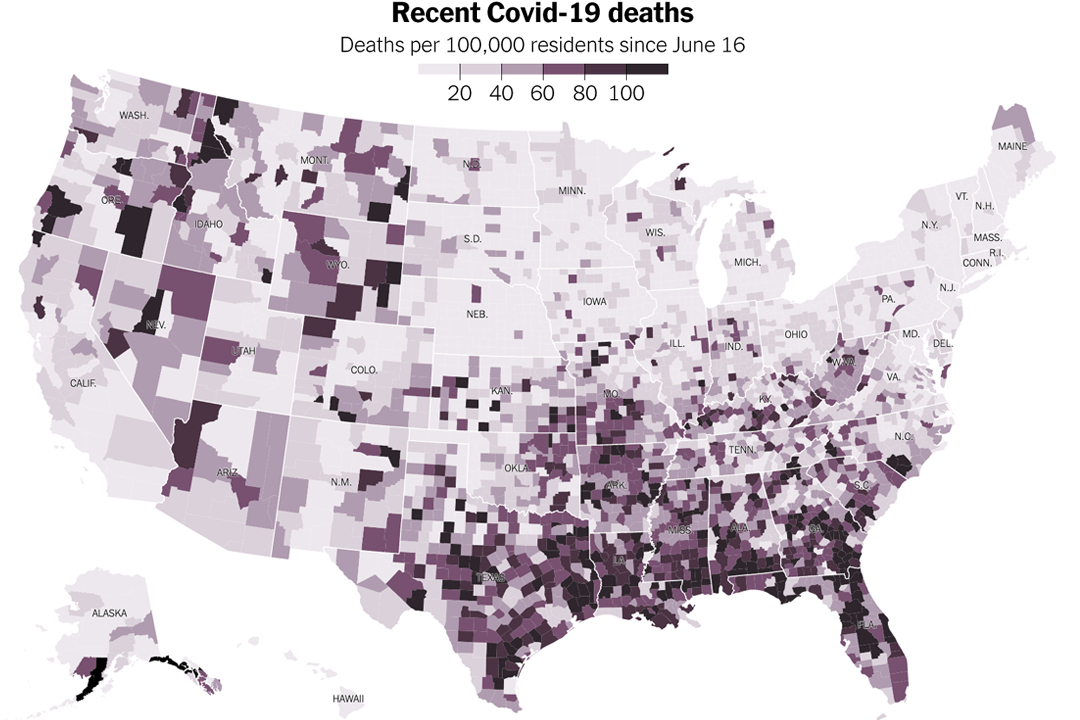 Recent Covid-19 deaths
Deaths per 100,000 residents since June 16
20 40 60 80 100
WASH.
MONT.
N.D.
MINN.
MAINE
ORE.
IDAHO
S.D.
WIS.
MICH.
N.Y.
VT.
N.H.
MASS.
R.I.
CONN.
WYO.
IOWA
NEB.
PA.
N.J.
NEV.
UTAH
COLO.
ILL.
IND.
OHIO
MD.
DEL.
CALIF.
KAN.
MO.
KY.
W.VA.
VA.
ARIZ.
N.M.
OKLA.
ARK.
TENN.
N.C.
S.C.
MISS.
ALA.
GA.
TEXAS
LA.
FLA.
ALASKA
HAWAII